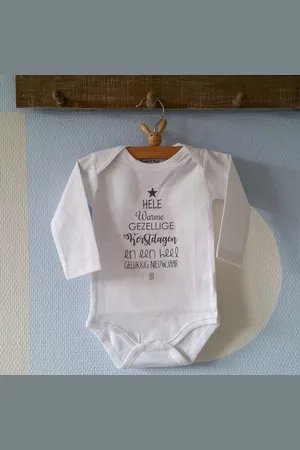 HELE
Warme
GEZELLIGE
Kerstdagen
en een heel
GELUKKIG NIEUWJAAR
!!!